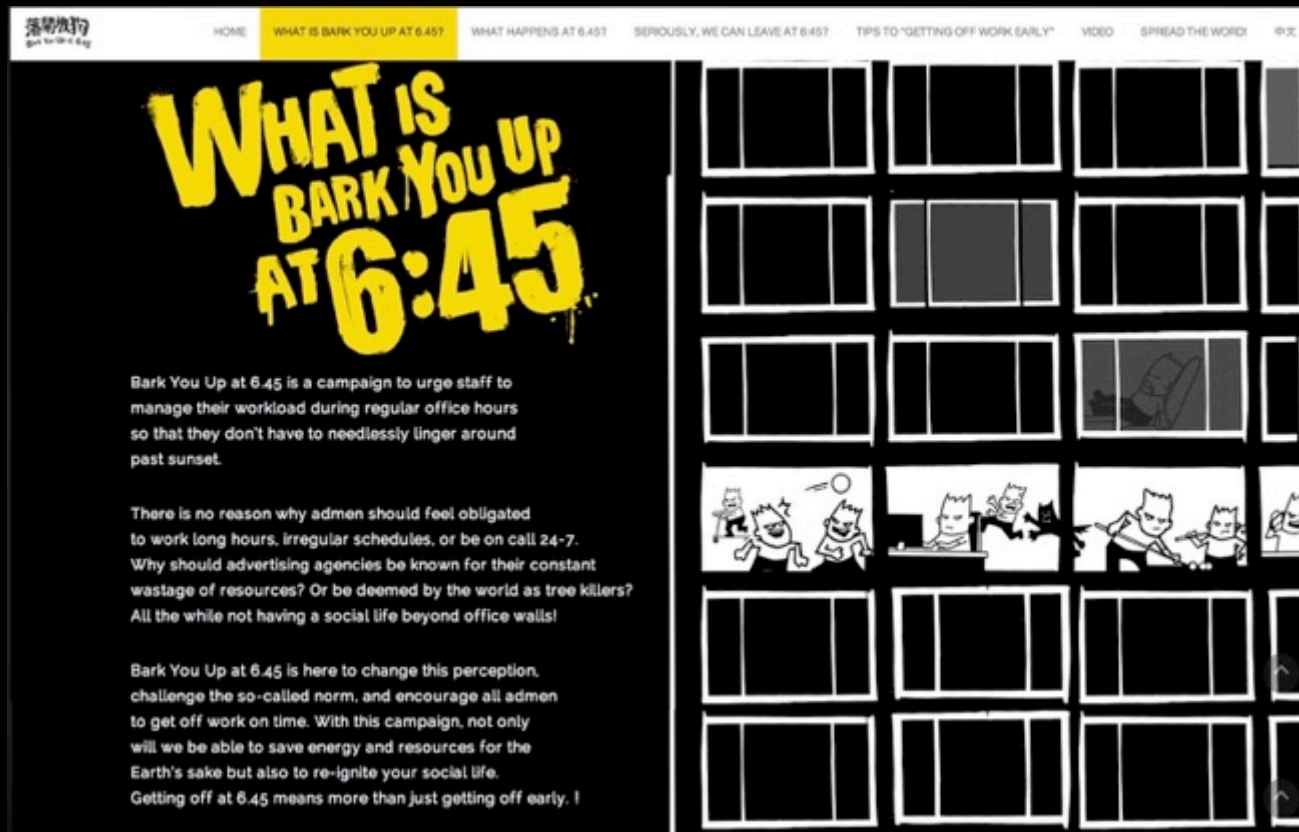 Bark You Up at 6.45
HOME
WHAT IS BARK YOU UP AT 6.45?
WHAT HAPPENS AT 6.45?
SERIOUSLY, WE CAN LEAVE AT 6:45?
TIPS TO "GETTING OFF WORK EARLY"
VIDEO
SPREAD THE WORD!
中文
WHAT IS
BARK YOU UP
AT 6:45
Bark You Up at 6.45 is a campaign to urge staff to
manage their workload during regular office hours
so that they don't have to needlessly linger around
past sunset.
There is no reason why admen should feel obligated
to work long hours, irregular schedules, or be on call 24-7.
Why should advertising agencies be known for their constant
wastage of resources? Or be deemed by the world as tree killers?
All the while not having a social life beyond office walls!
Bark You Up at 6.45 is here to change this perception,
challenge the so-called norm, and encourage all admen
to get off work on time. With this campaign, not only
will we be able to save energy and resources for the
Earth's sake but also to re-ignite your social life.
Getting off at 6.45 means more than just getting off early. !